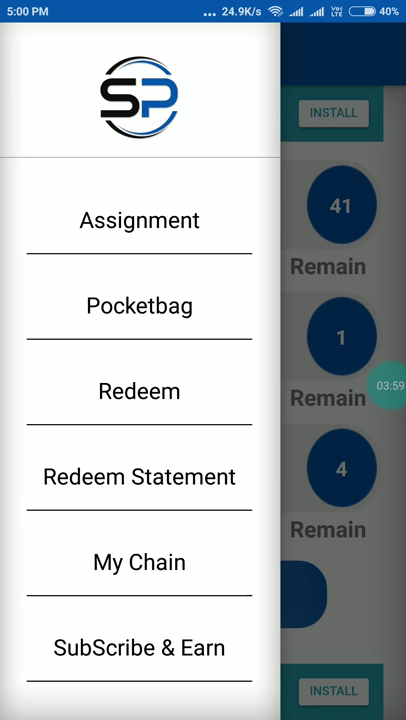 5:00 PM ... 24.9K/s VoLTE 40%
SP
INSTALL
Assignment
41
Remain
Pocketbag
1
Redeem
03:59
Remain
Redeem Statement
4
Remain
My Chain
SubScribe & Earn
INSTALL